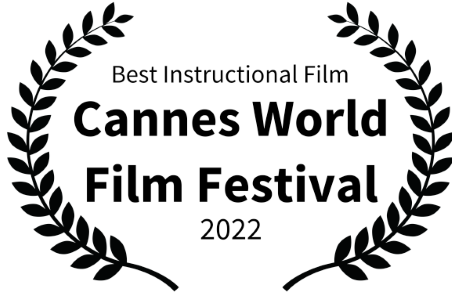 Best Instructional Film
Cannes World
Film Festival
2022